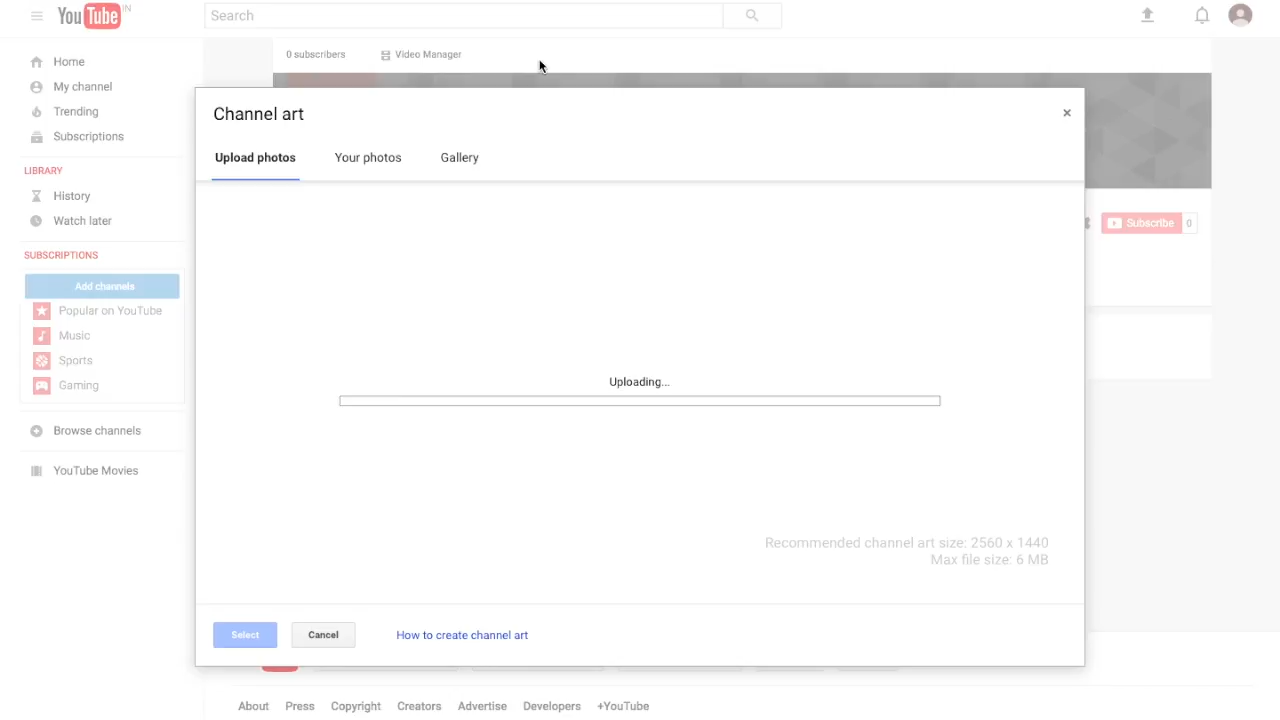 YouTube IN
Search
0 subscribers
Video Manager
Home
My channel
Trending
Subscriptions
LIBRARY
History
Watch later
SUBSCRIPTIONS
Add channels
Popular on YouTube
Music
Sports
Gaming
Browse channels
YouTube Movies
Channel art
×
Upload photos
Your photos
Gallery
Subscribe 0
Uploading...
Recommended channel art size: 2560 x 1440
Max file size: 6 MB
Select
Cancel
How to create channel art
About
Press
Copyright
Creators
Advertise
Developers
+YouTube